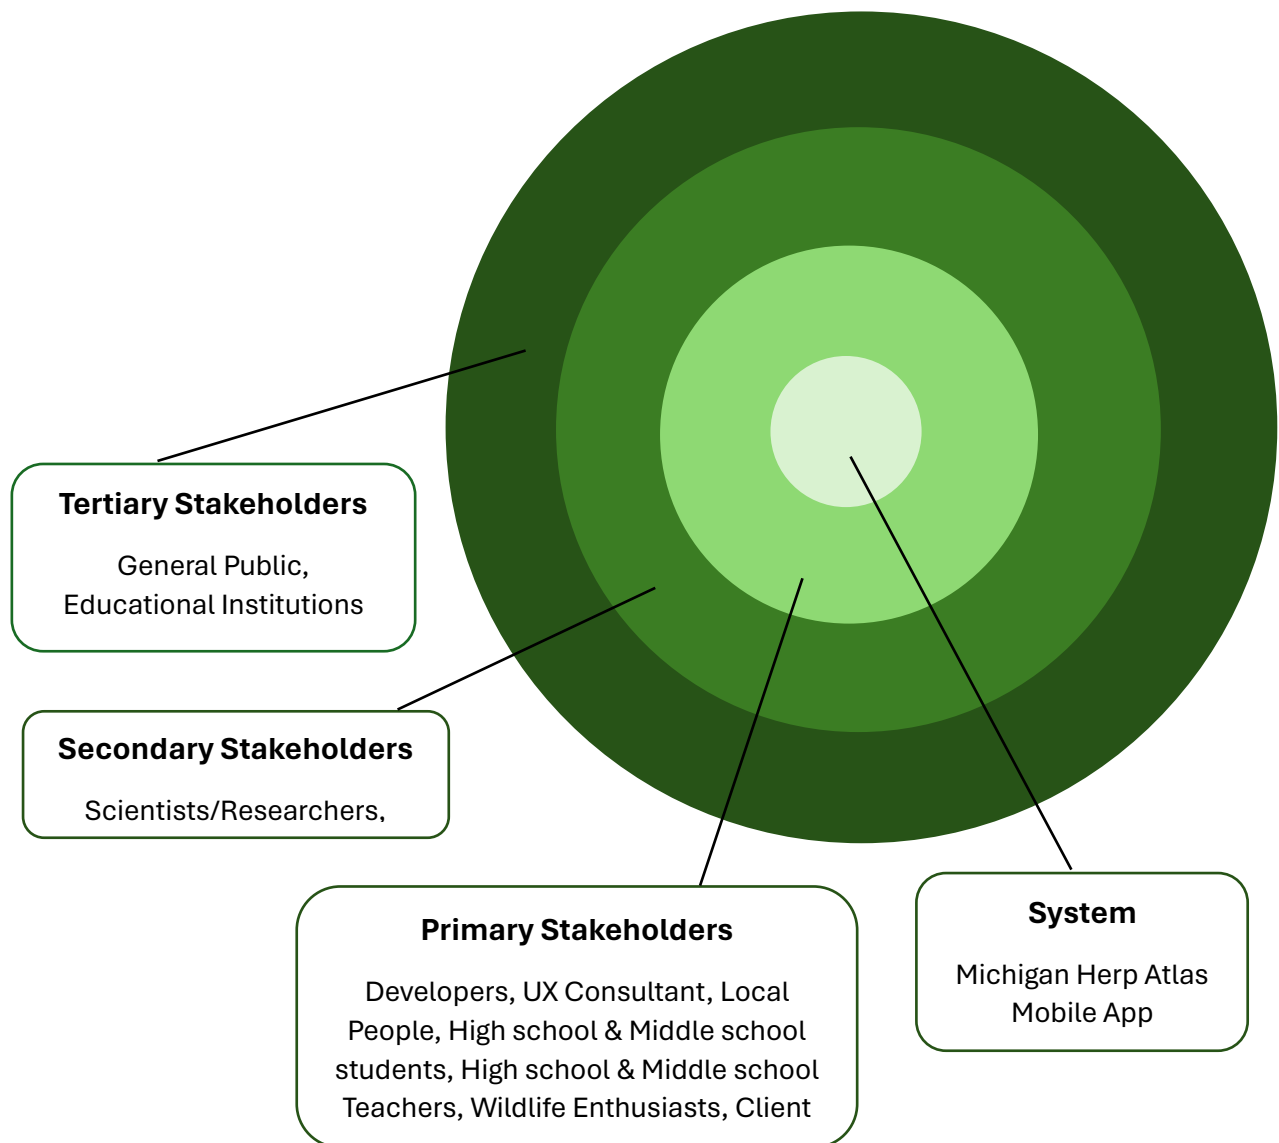 Tertiary Stakeholders
General Public,
Educational Institutions
Secondary Stakeholders
Scientists/Researchers,
Primary Stakeholders
Developers, UX Consultant, Local
People, High school & Middle school
students, High school & Middle school
Teachers, Wildlife Enthusiasts, Client
System
Michigan Herp Atlas
Mobile App